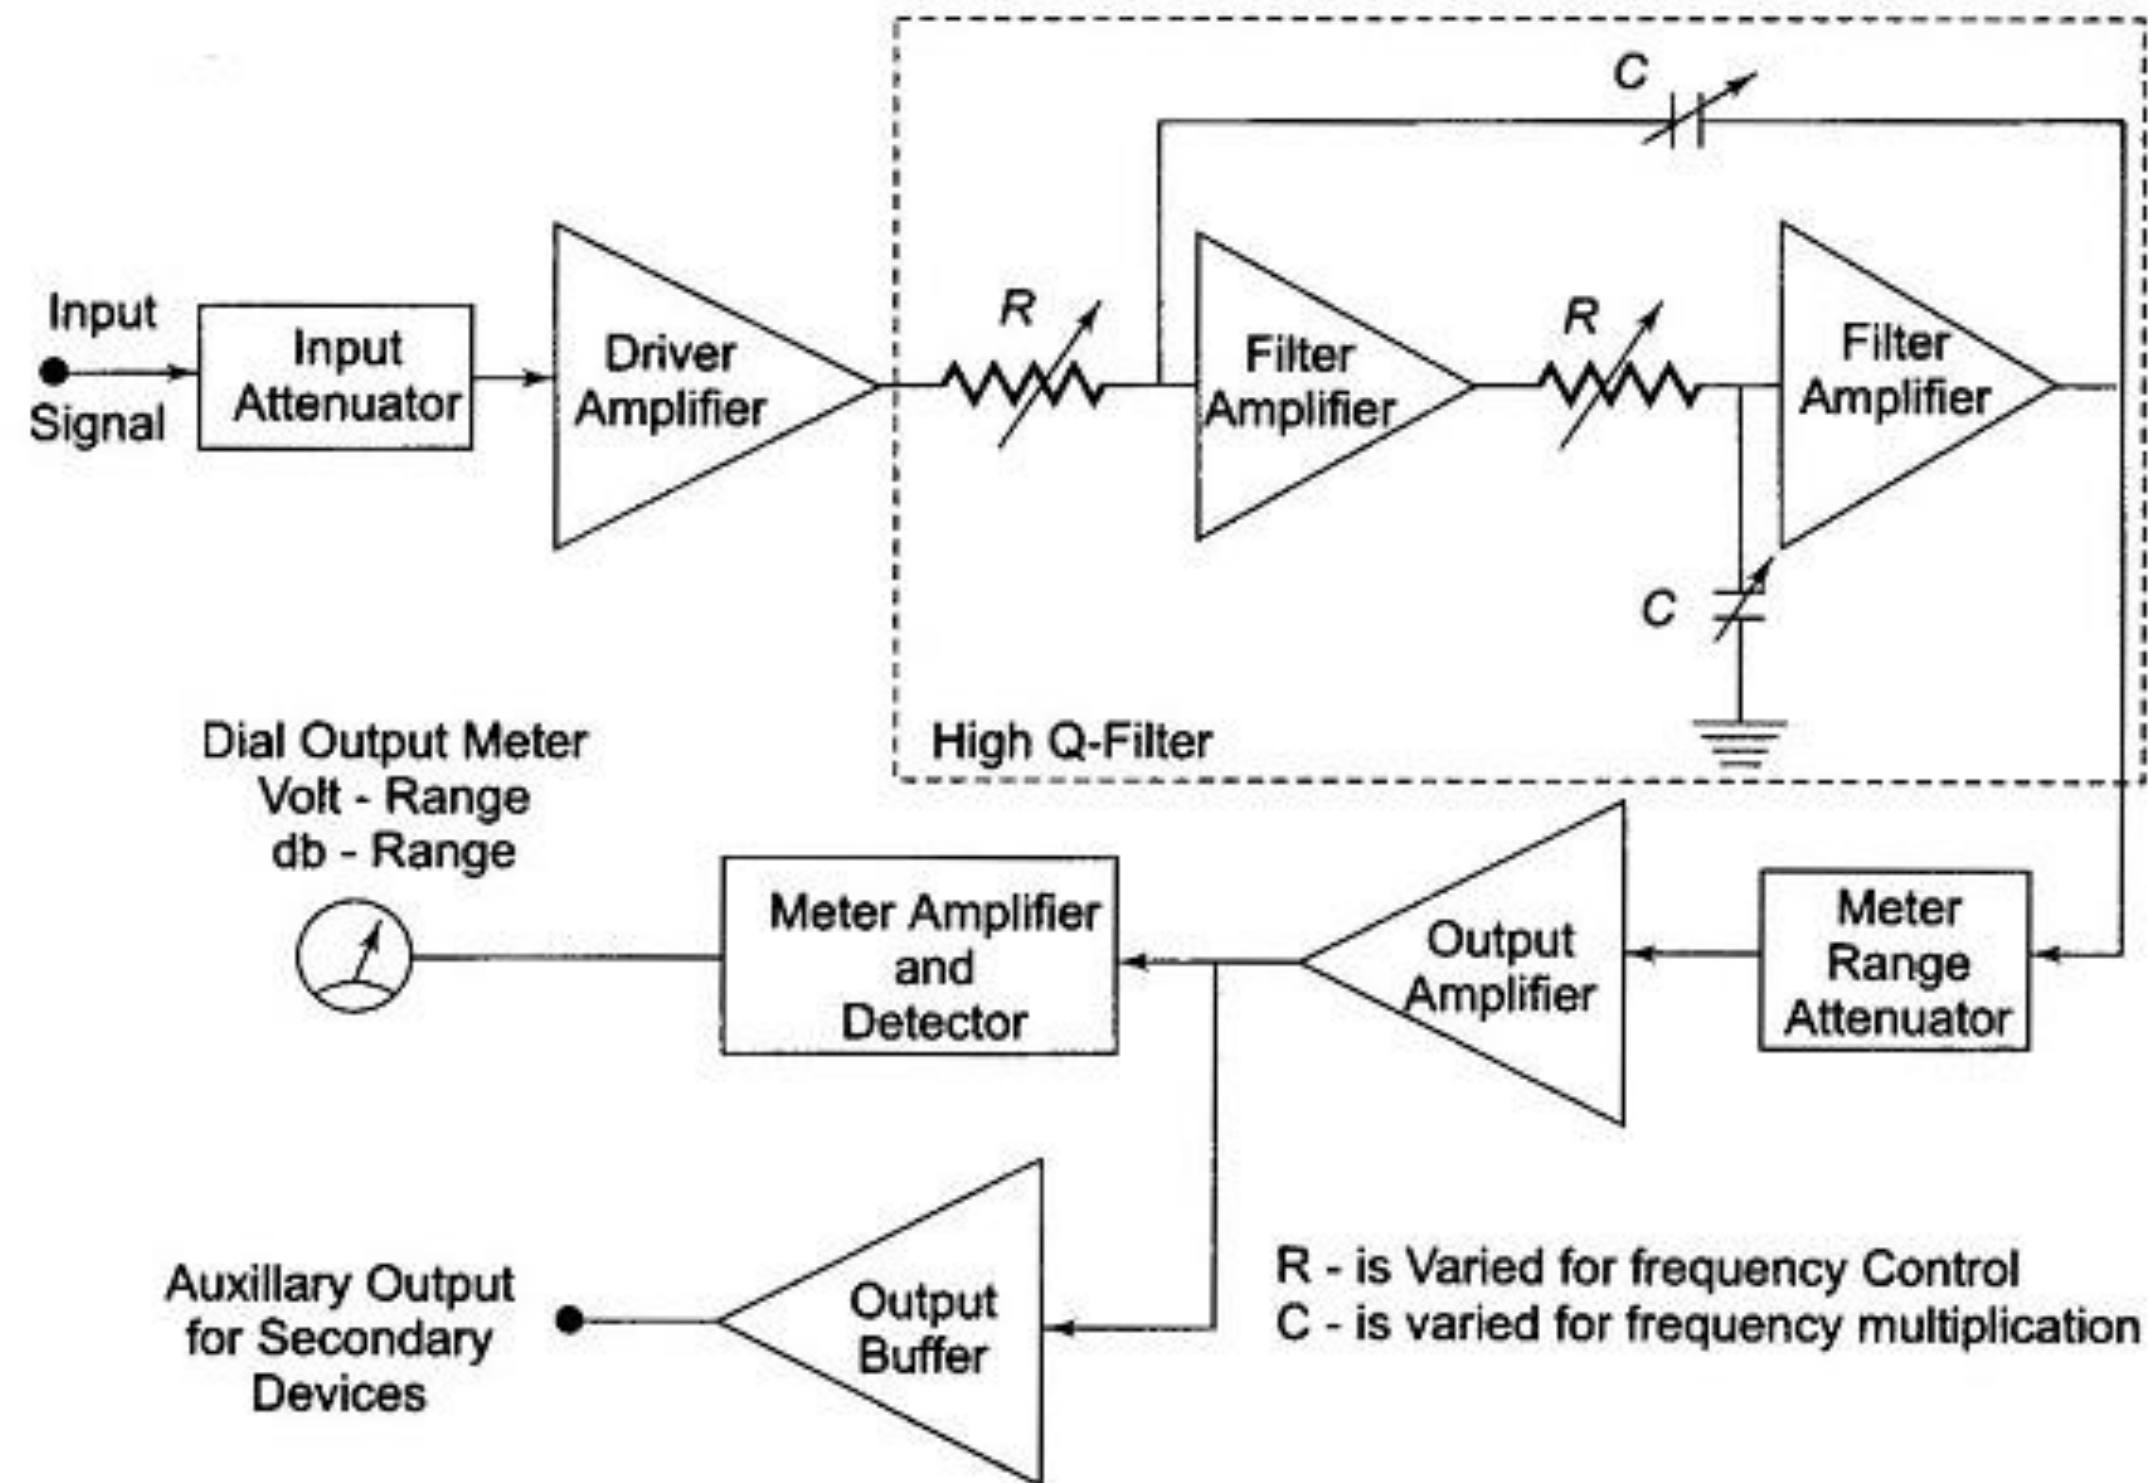 C
Input
Signal
Input
Attenuator
Driver
Amplifier
R
Filter
Amplifier
R
Filter
Amplifier
C
High Q-Filter
Dial Output Meter
Volt - Range
db - Range
Meter Amplifier
and
Detector
Output
Amplifier
Meter
Range
Attenuator
Auxillary Output
for Secondary
Devices
Output
Buffer
R - is Varied for frequency Control
C - is varied for frequency multiplication